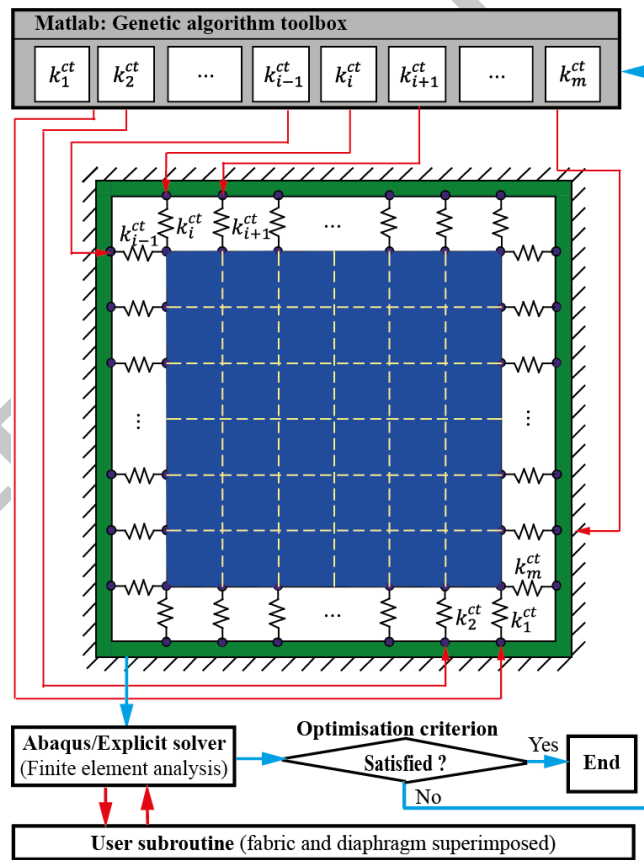 Matlab: Genetic algorithm toolbox
k_1^{ct} k_2^{ct} ... k_{i-1}^{ct} k_i^{ct} k_{i+1}^{ct} ... k_m^{ct}
k_{i-1}^{ct} k_i^{ct} k_{i+1}^{ct} ...
... ...
k_m^{ct}
... k_2^{ct} k_1^{ct}
Optimisation criterion
Abaqus/Explicit solver
(Finite element analysis)
Satisfied ?
Yes
End
No
User subroutine (fabric and diaphragm superimposed)